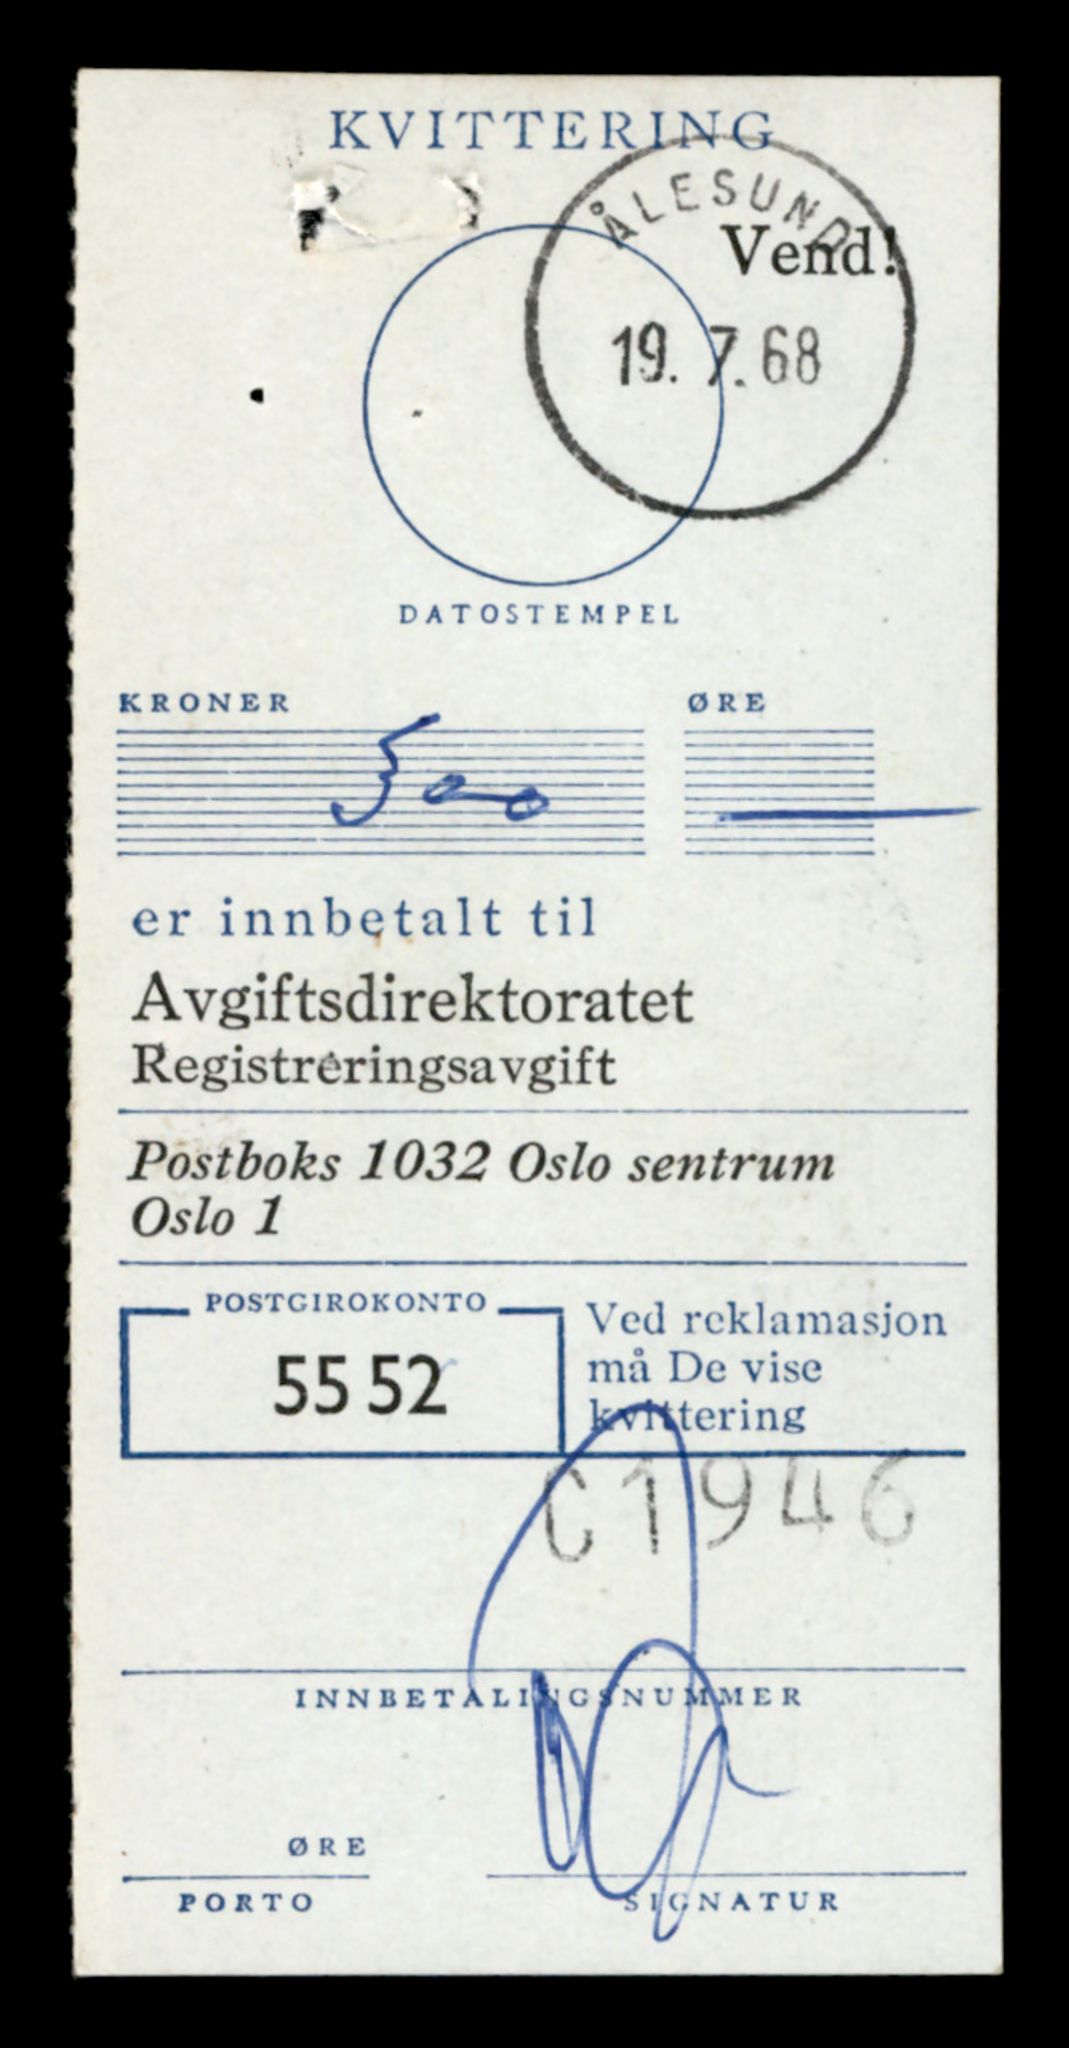 KVITTERING
ÅLESUND
Vend!
19. 7. 68
DATOSTEMPEL
KRONER ØRE
500 —
er innbetalt til
Avgiftsdirektoratet
Registreringsavgift
Postboks 1032 Oslo sentrum
Oslo 1
POSTGIROKONTO
55 52
Ved reklamasjon
må De vise
kvittering
C1946
INNBETALINGSNUMMER
ØRE
PORTO
SIGNATUR